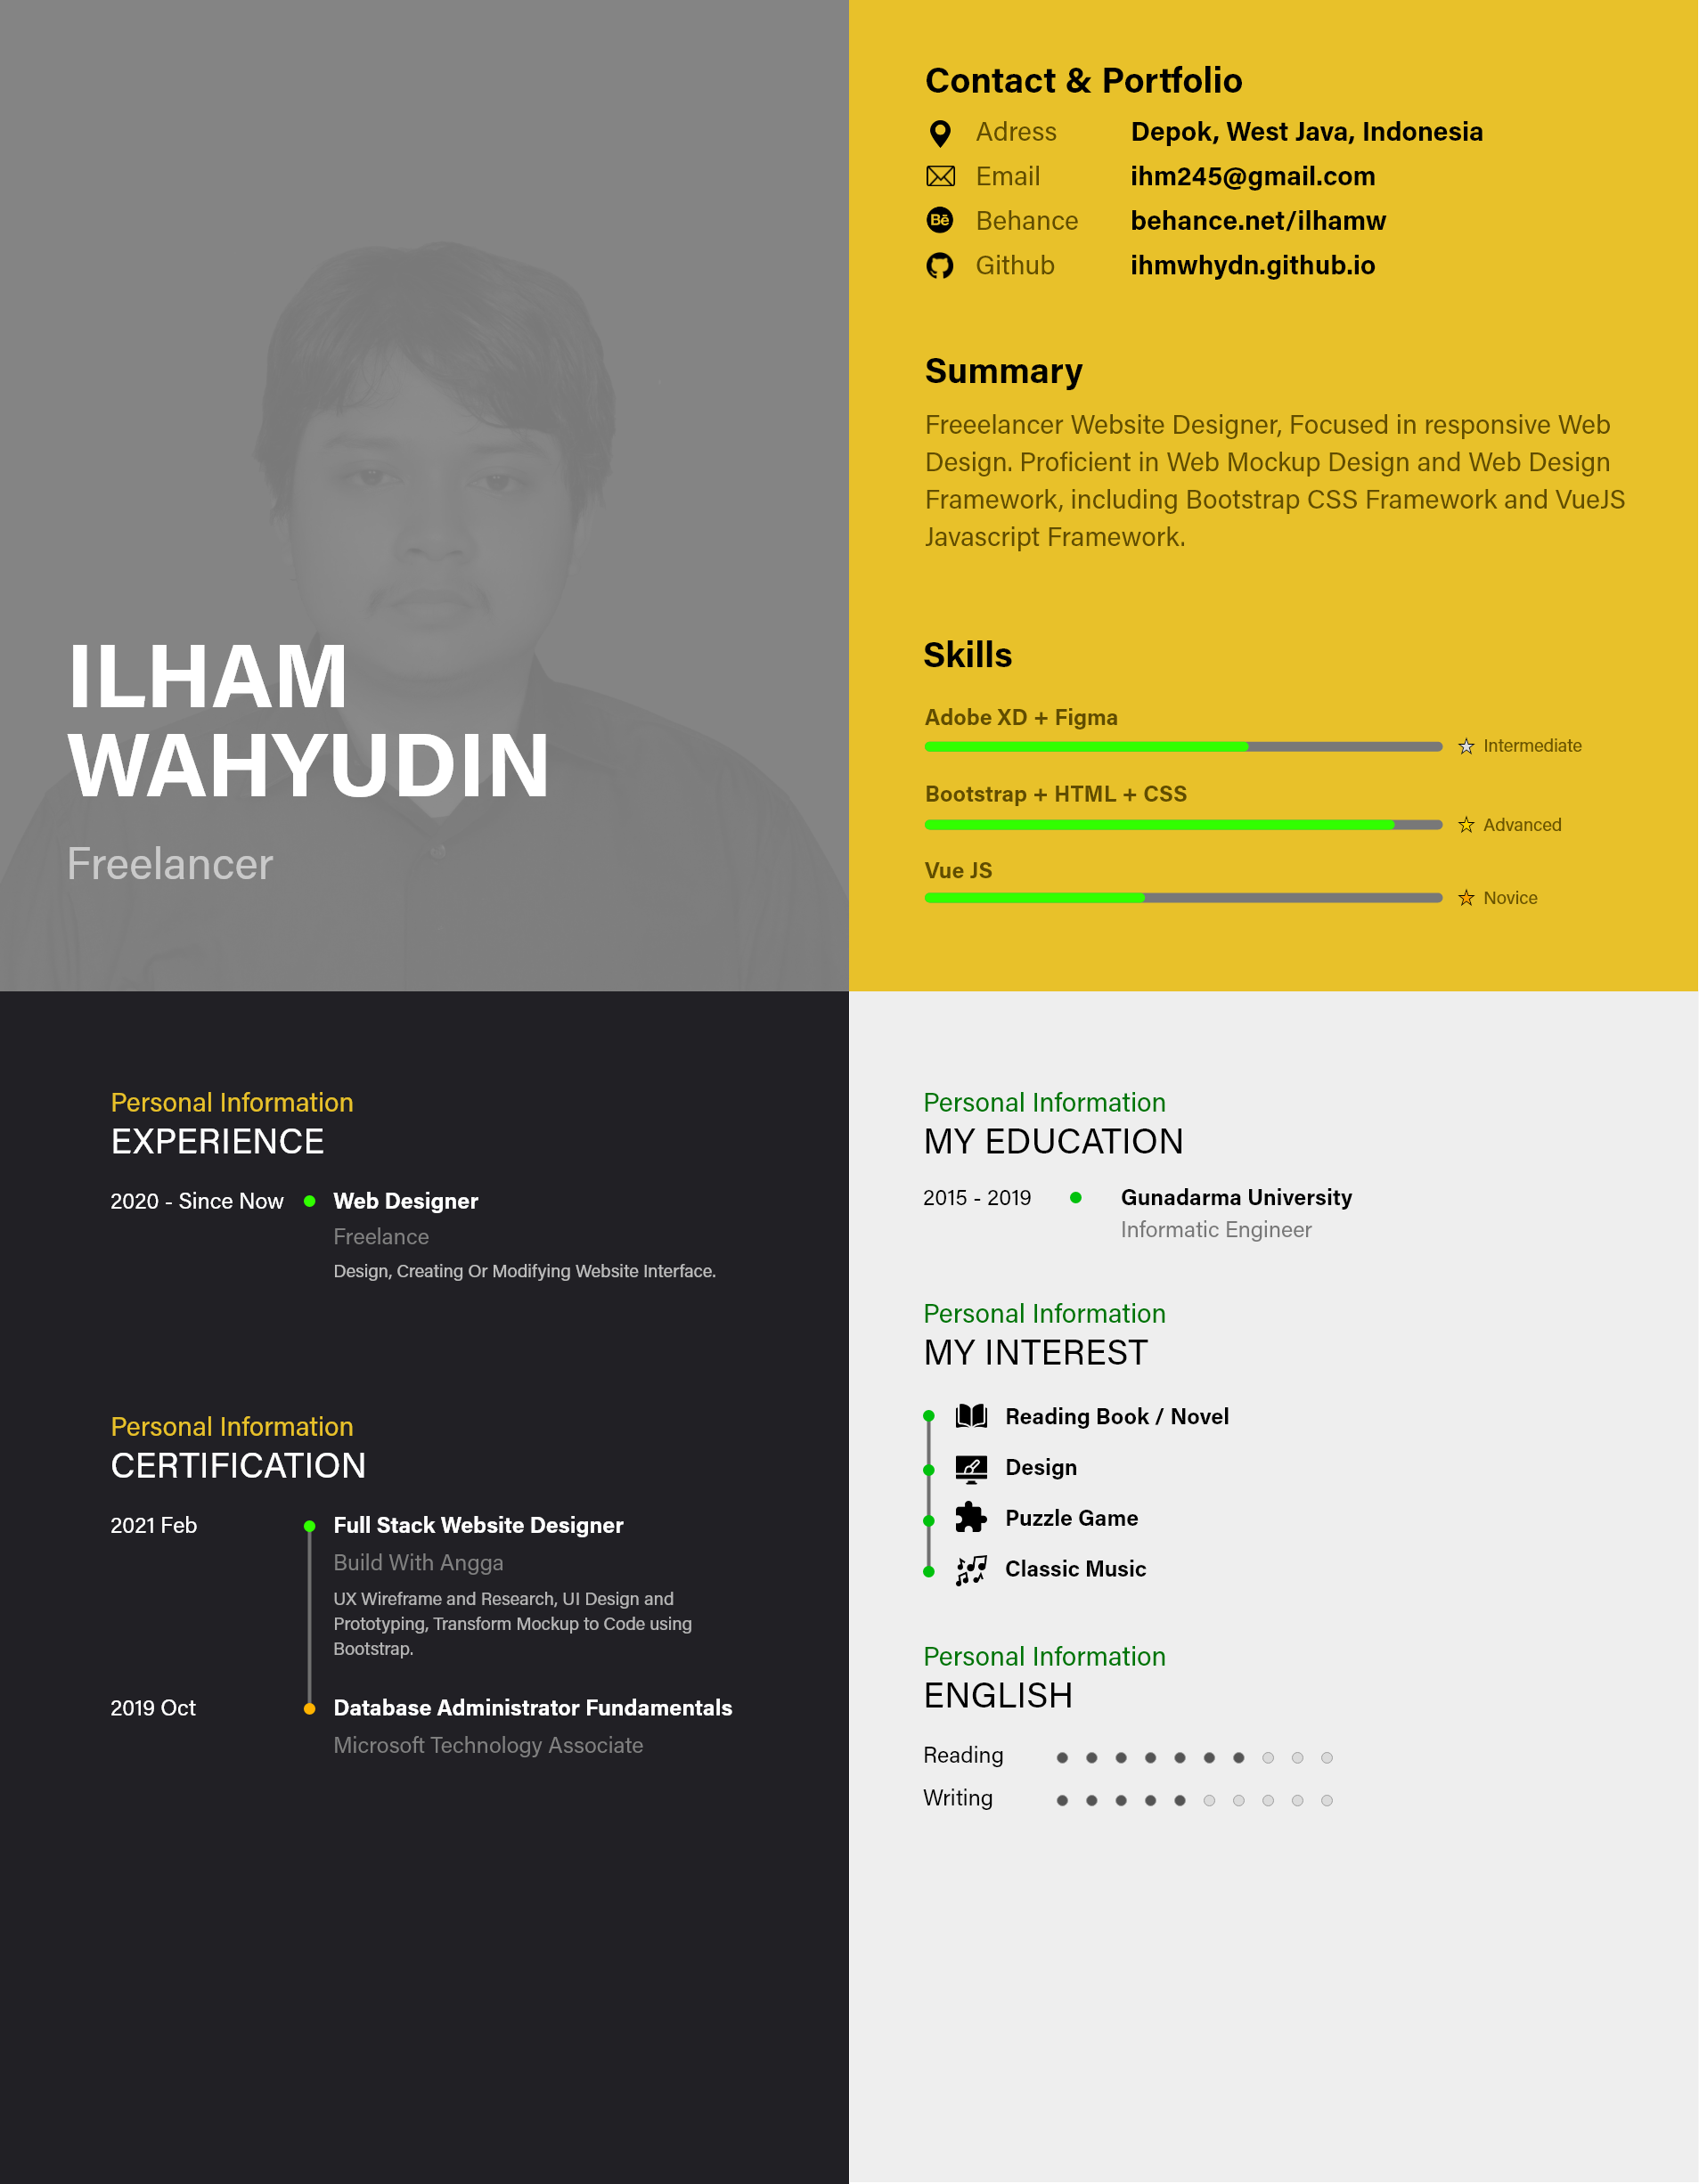 ILHAM
WAHYUDIN
Freelancer
Contact & Portfolio
Adress Depok, West Java, Indonesia
Email ihm245@gmail.com
Bē Behance behance.net/ilhamw
Github ihmwhydn.github.io
Summary
Freeelancer Website Designer, Focused in responsive Web
Design. Proficient in Web Mockup Design and Web Design
Framework, including Bootstrap CSS Framework and VueJS
Javascript Framework.
Skills
Adobe XD + Figma
Intermediate
Bootstrap + HTML + CSS
Advanced
Vue JS
Novice
Personal Information
EXPERIENCE
2020 - Since Now Web Designer
Freelance
Design, Creating Or Modifying Website Interface.
Personal Information
CERTIFICATION
2021 Feb Full Stack Website Designer
Build With Angga
UX Wireframe and Research, UI Design and
Prototyping, Transform Mockup to Code using
Bootstrap.
2019 Oct Database Administrator Fundamentals
Microsoft Technology Associate
Personal Information
MY EDUCATION
2015 - 2019 Gunadarma University
Informatic Engineer
Personal Information
MY INTEREST
Reading Book / Novel
Design
Puzzle Game
Classic Music
Personal Information
ENGLISH
Reading
Writing